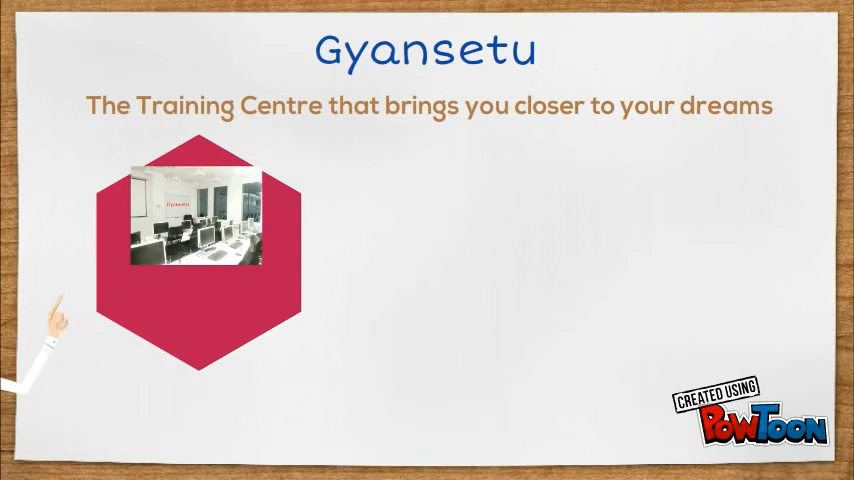 Gyansetu
The Training Centre that brings you closer to your dreams
Gyansetu
CREATED USING
POWTOON